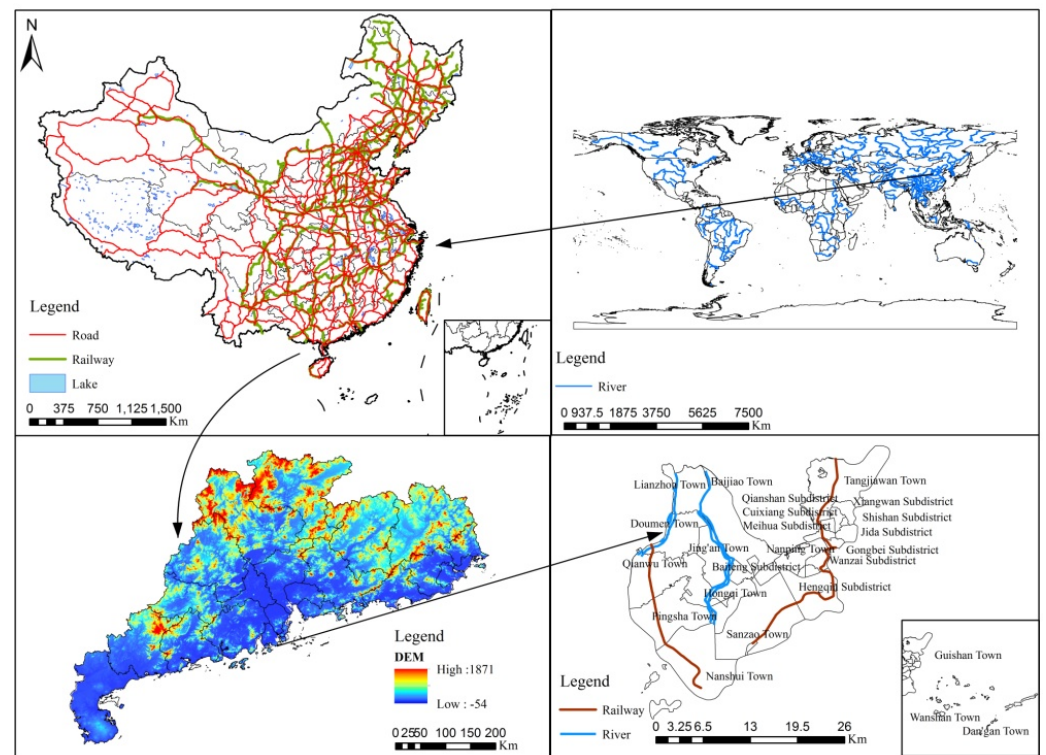 N
Legend
Road
Railway
Lake
0 375 750 1,125 1,500
Km
Legend
River
0 937.5 1875 3750 5625 7500
Km
Legend
DEM
High :1871
Low : -54
0 2550 100 150 200
Km
Lianzhou Town
Baijiao Town
Tangjiawan Town
Qianshan Subdistrict
Xiangwan Subdistrict
Cuixiang Subdistrict
Shishan Subdistrict
Doumen Town
Meihua Subdistrict
Jida Subdistrict
Jing'an Town
Nanping Town
Gongbei Subdistrict
Qianwu Town
Baiteng Subdistrict
Wanzai Subdistrict
Hongqi Town
Hengqin Subdistrict
Pingsha Town
Sanzao Town
Nanshui Town
Legend
Railway
River
0 3.25 6.5 13 19.5 26
Km
Guishan Town
Wanshan Town
Dan'gan Town